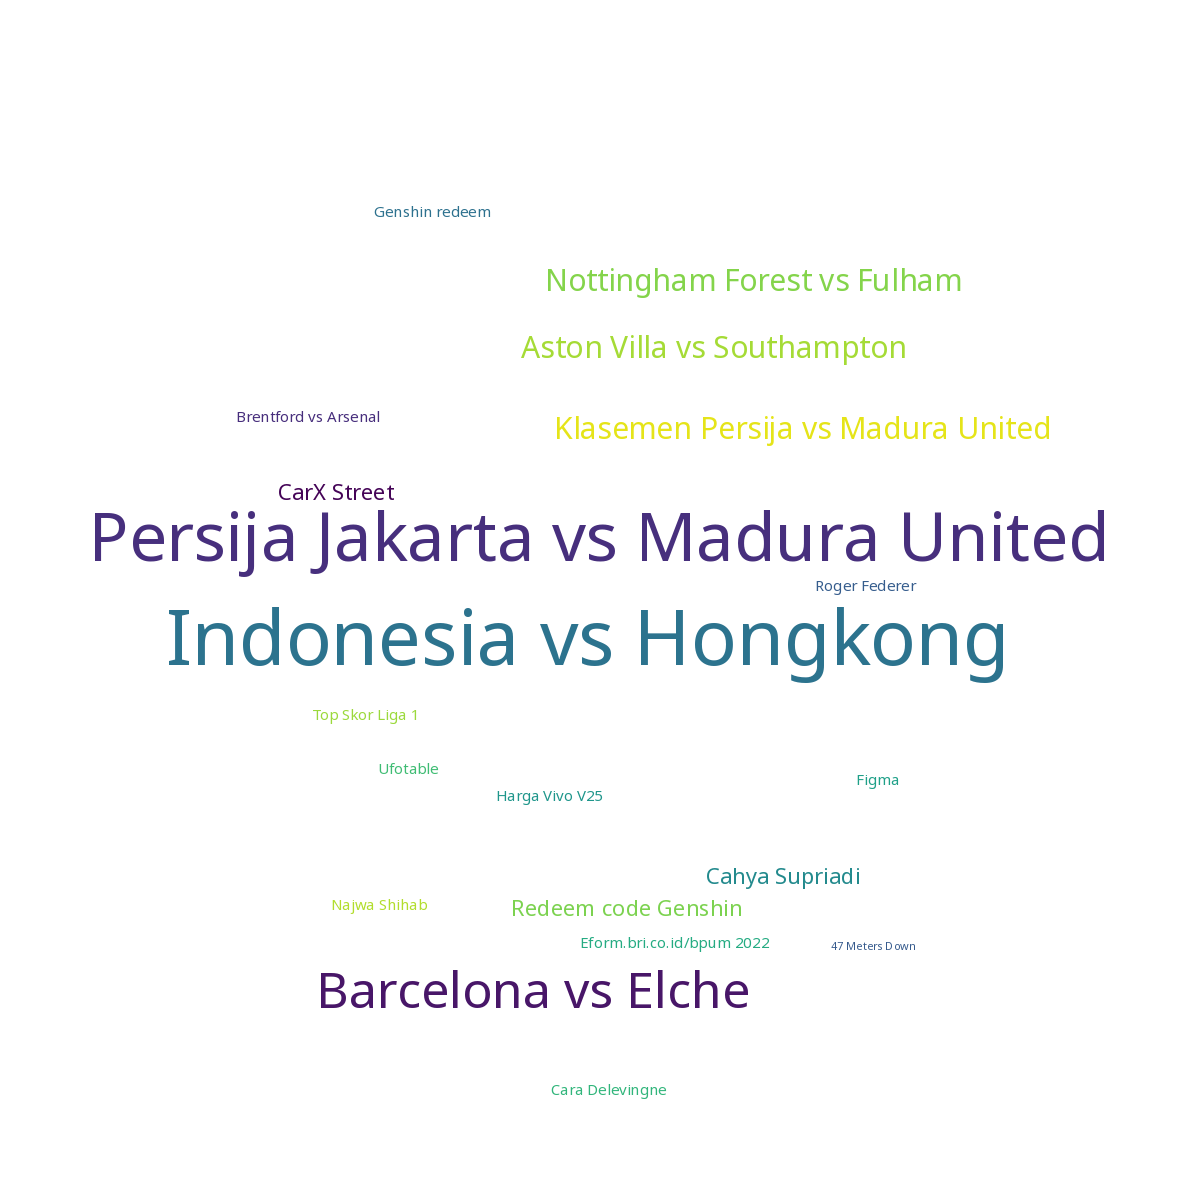 Genshin redeem
Nottingham Forest vs Fulham
Aston Villa vs Southampton
Brentford vs Arsenal
Klasemen Persija vs Madura United
CarX Street
Persija Jakarta vs Madura United
Roger Federer
Indonesia vs Hongkong
Top Skor Liga 1
Ufotable
Figma
Harga Vivo V25
Cahya Supriadi
Najwa Shihab
Redeem code Genshin
Eform.bri.co.id/bpum 2022
47 Meters Down
Barcelona vs Elche
Cara Delevingne